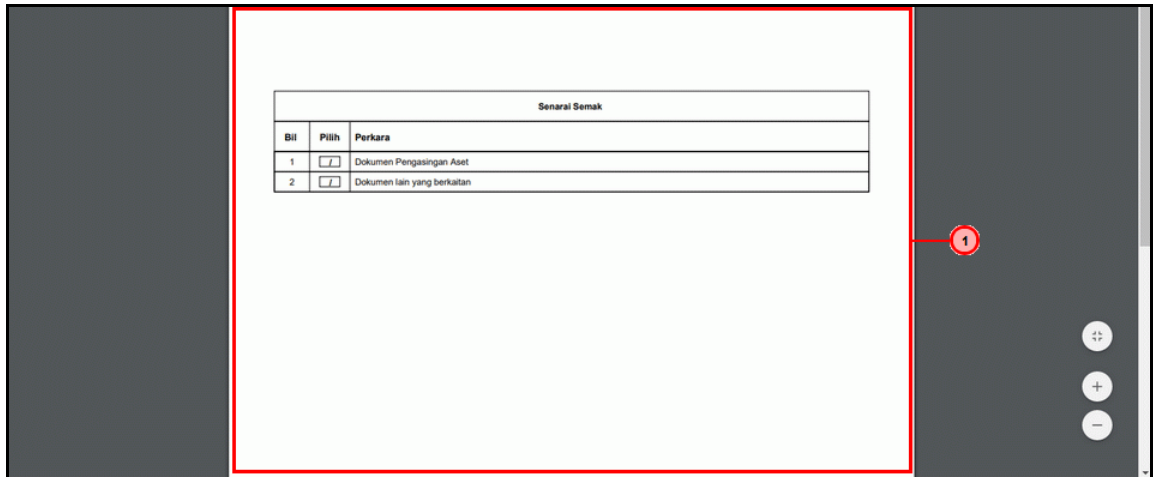 Senarai Semak
Bil Pilih Perkara
1 / Dokumen Pengasingan Aset
2 / Dokumen lain yang berkaitan
1